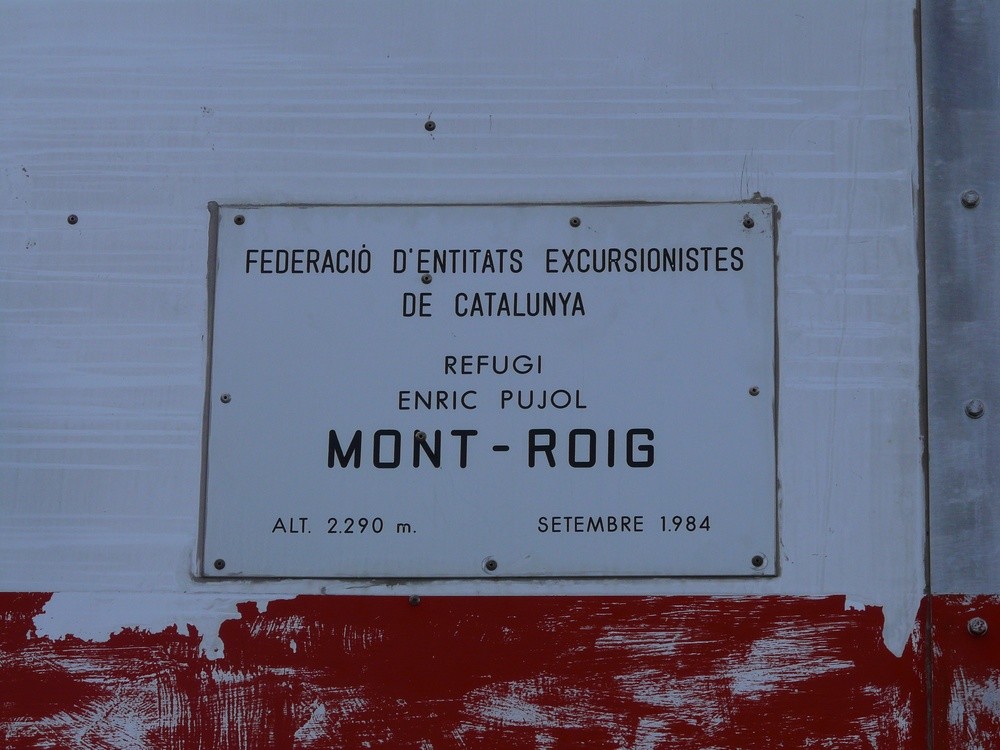 FEDERACIÓ D'ENTITATS EXCURSIONISTES
DE CATALUNYA
REFUGI
ENRIC PUJOL
MONT-ROIG
ALT. 2.290 m. SETEMBRE 1.984